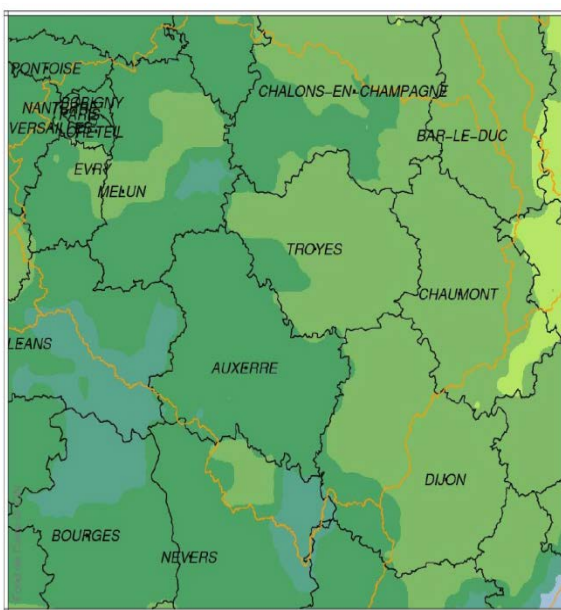 PONTOISE
BOBIGNY
NANTERRE
PARIS
VERSAILLES
CRETEIL
CHALONS-EN-CHAMPAGNE
BAR-LE-DUC
EVRY
MELUN
TROYES
CHAUMONT
LEANS
AUXERRE
DIJON
BOURGES
NEVERS